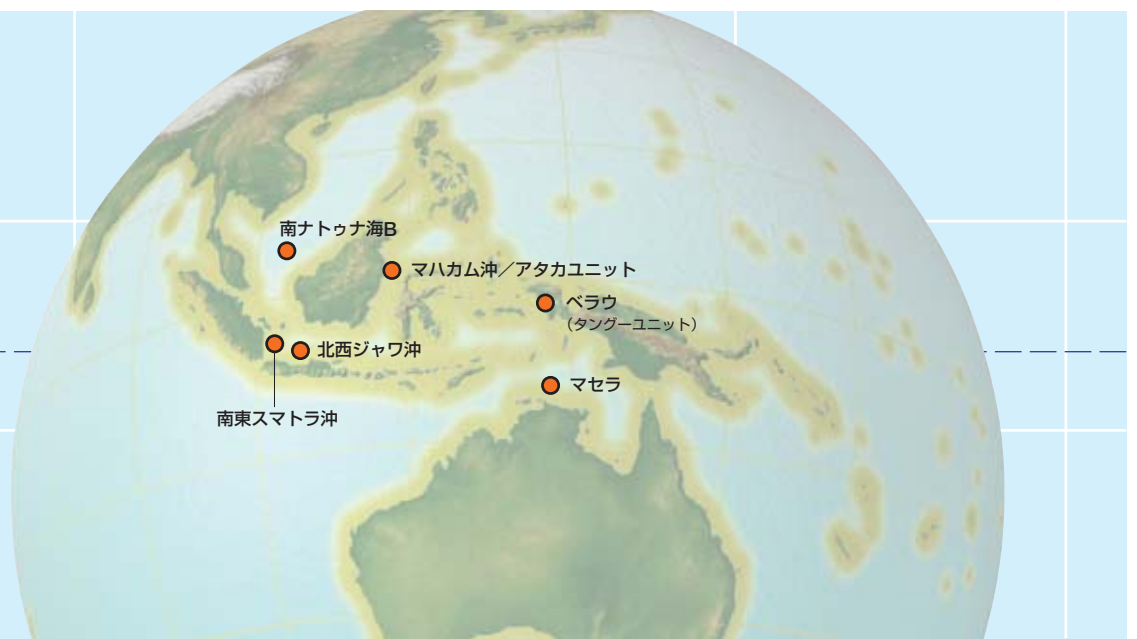 南ナトゥナ海B
マハカム沖／アタカユニット
ベラウ
（タングーユニット）
北西ジャワ沖
マセラ
南東スマトラ沖